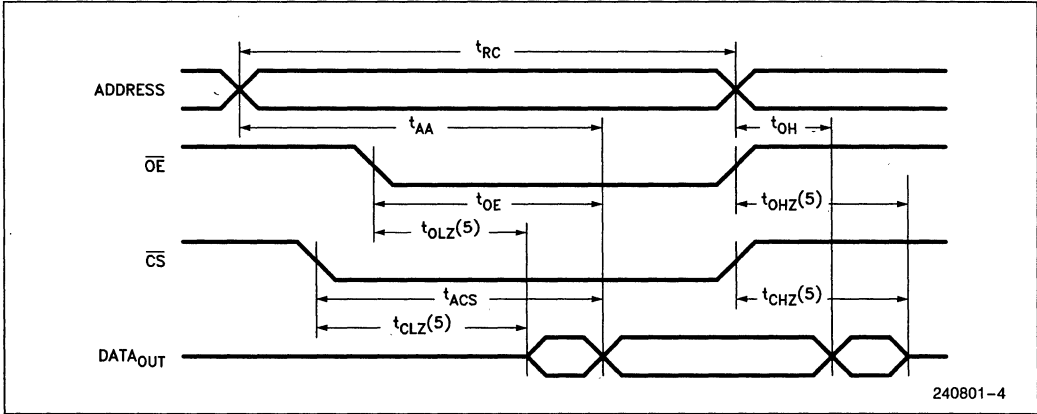 tRC
ADDRESS
tAA
tOH
OE
tOE
tOHZ(5)
tOLZ(5)
CS
tACS
tCHZ(5)
tCLZ(5)
DATAOUT
240801-4